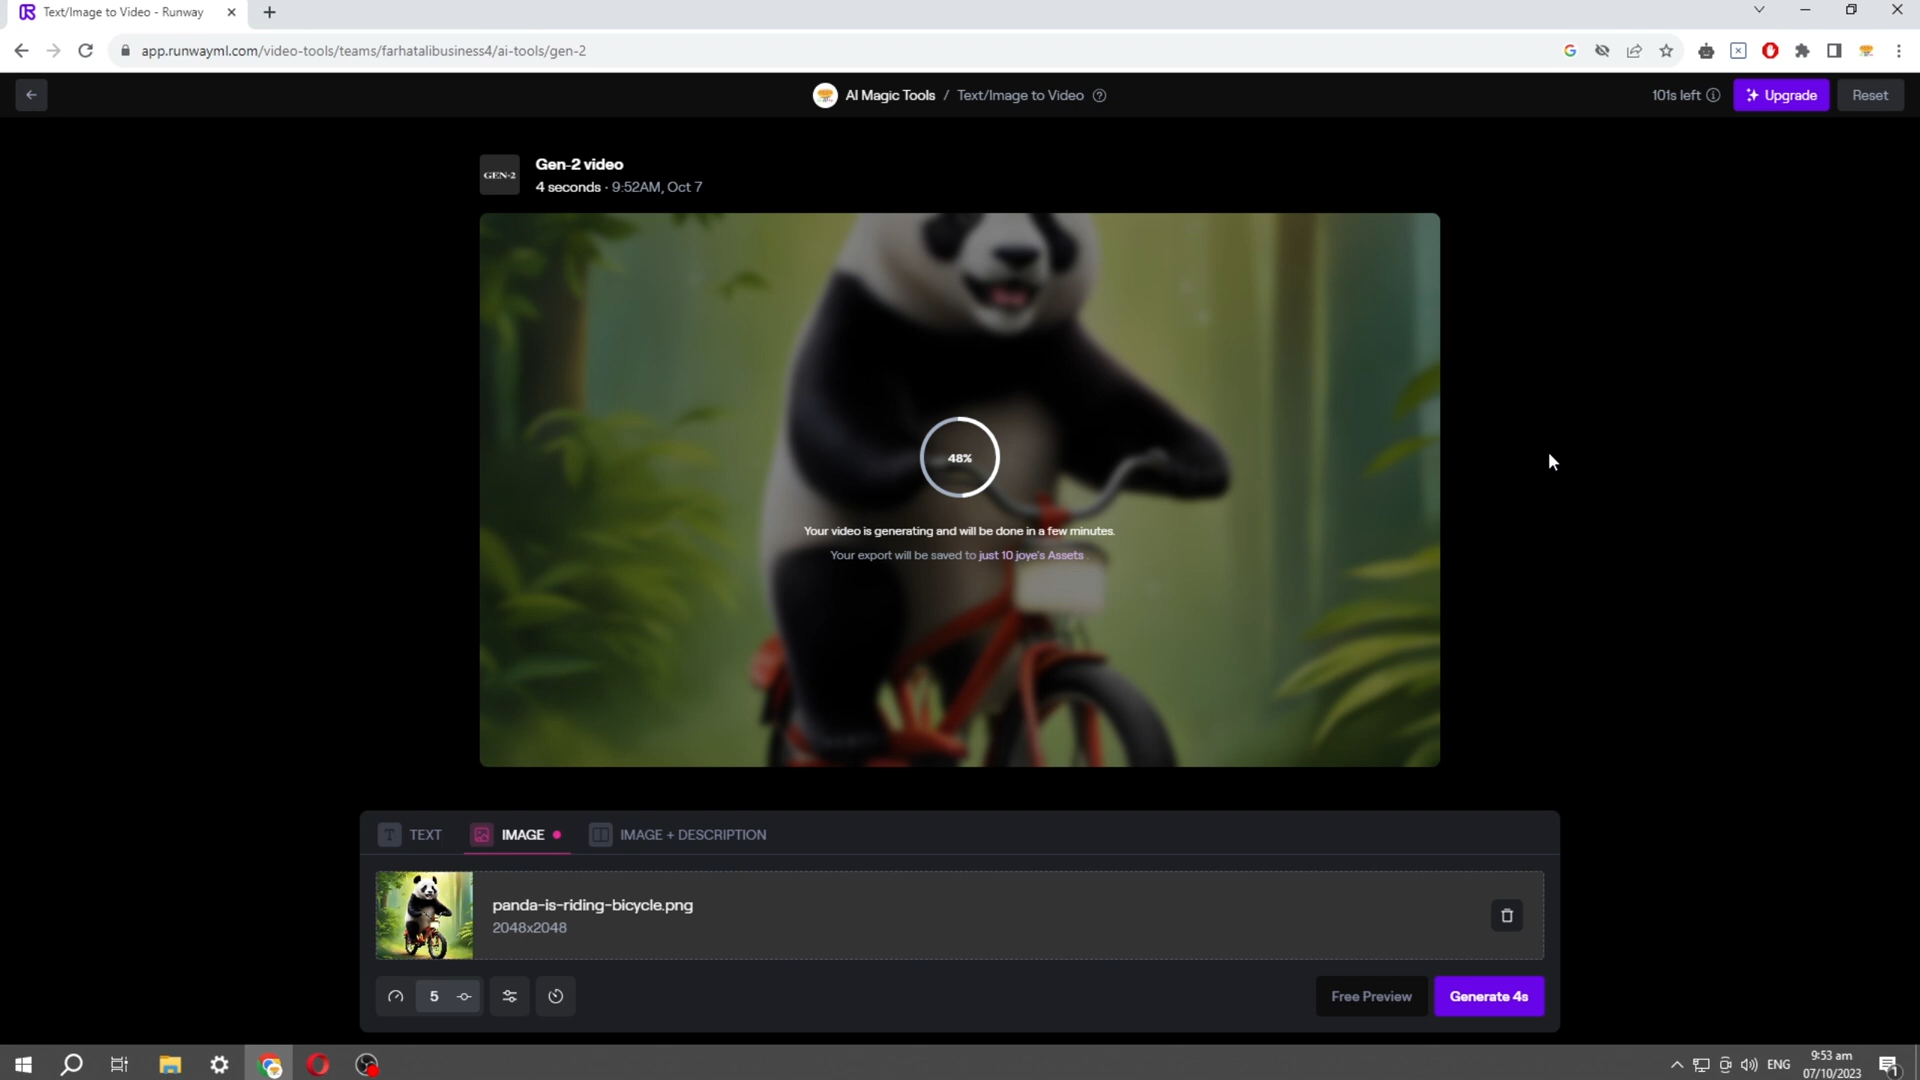 Text/Image to Video - Runway
app.runwayml.com/video-tools/teams/farhatalibusiness4/ai-tools/gen-2
AI Magic Tools / Text/Image to Video
101s left
Upgrade
Reset
GEN-2
Gen-2 video
4 seconds · 9:52AM, Oct 7
48%
Your video is generating and will be done in a few minutes.
Your export will be saved to just 10 joye's Assets
TEXT
IMAGE
IMAGE + DESCRIPTION
panda-is-riding-bicycle.png
2048x2048
5
Free Preview
Generate 4s
ENG
9:53 am
07/10/2023
1